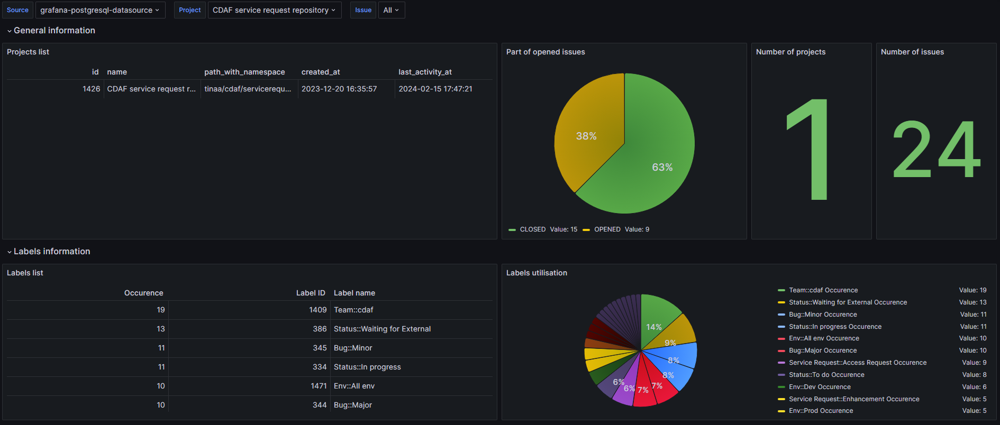 Source grafana-postgresql-datasource Project CDAF service request repository Issue All
General information
Projects list
id name path_with_namespace created_at last_activity_at
1426 CDAF service request r... tinaa/cdaf/servicerequ... 2023-12-20 16:35:57 2024-02-15 17:47:21
Part of opened issues
38%
63%
CLOSED Value: 15 OPENED Value: 9
Number of projects
1
Number of issues
24
Labels information
Labels list
Occurence Label ID Label name
19 1409 Team::cdaf
13 386 Status::Waiting for External
11 345 Bug::Minor
11 334 Status::In progress
10 1471 Env::All env
10 344 Bug::Major
Labels utilisation
14%
9%
8%
8%
7%
7%
6%
6%
Team::cdaf Occurence Value: 19
Status::Waiting for External Occurence Value: 13
Bug::Minor Occurence Value: 11
Status::In progress Occurence Value: 11
Env::All env Occurence Value: 10
Bug::Major Occurence Value: 10
Service Request::Access Request Occurence Value: 9
Status::To do Occurence Value: 8
Env::Dev Occurence Value: 6
Service Request::Enhancement Occurence Value: 5
Env::Prod Occurence Value: 5